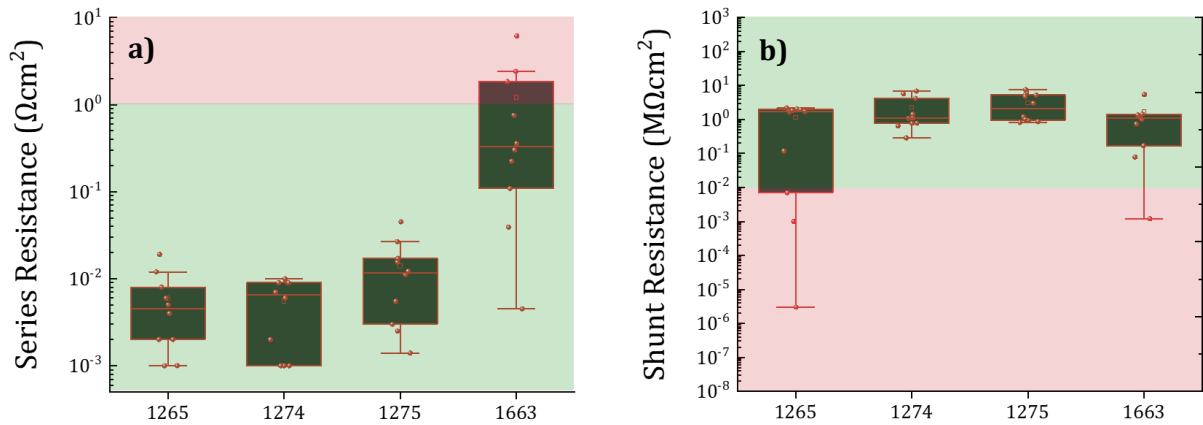 a)
Series Resistance (Ωcm²)
10¹
10⁰
10⁻¹
10⁻²
10⁻³
1265 1274 1275 1663
b)
Shunt Resistance (MΩcm²)
10³
10²
10¹
10⁰
10⁻¹
10⁻²
10⁻³
10⁻⁴
10⁻⁵
10⁻⁶
10⁻⁷
10⁻⁸
1265 1274 1275 1663